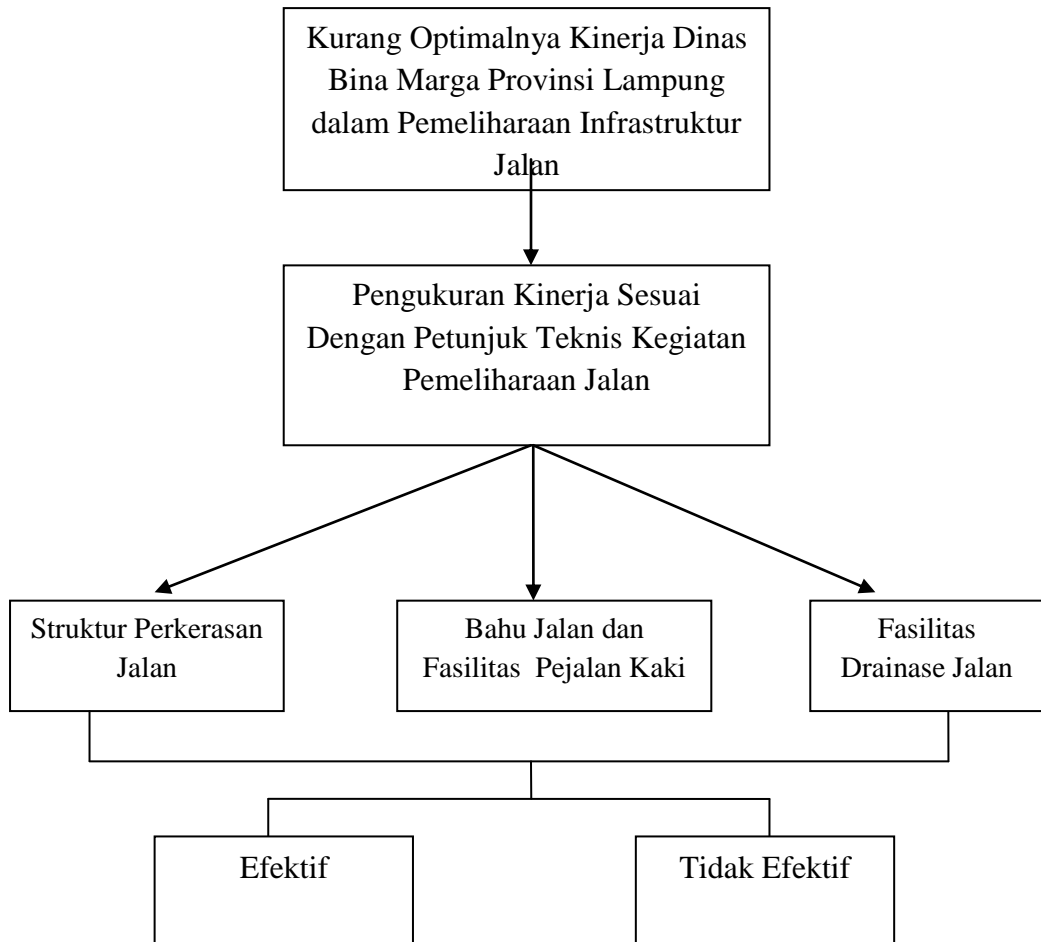 Kurang Optimalnya Kinerja Dinas
Bina Marga Provinsi Lampung
dalam Pemeliharaan Infrastruktur
Jalan
Pengukuran Kinerja Sesuai
Dengan Petunjuk Teknis Kegiatan
Pemeliharaan Jalan
Struktur Perkerasan
Jalan
Bahu Jalan dan
Fasilitas Pejalan Kaki
Fasilitas
Drainase Jalan
Efektif
Tidak Efektif